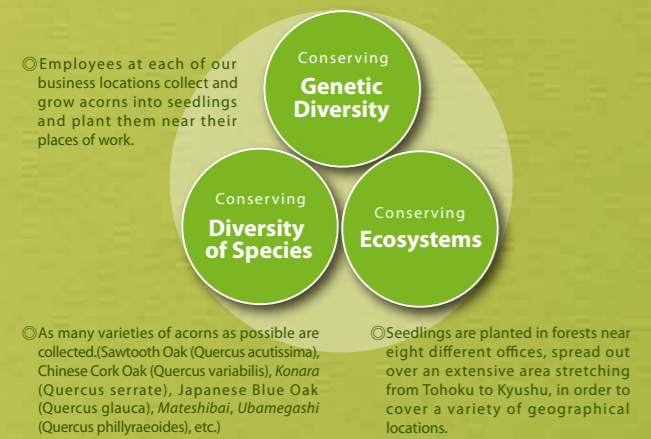 ◎Employees at each of our
business locations collect and
grow acorns into seedlings
and plant them near their
places of work.
Conserving
Genetic
Diversity
Conserving
Diversity
of Species
Conserving
Ecosystems
◎As many varieties of acorns as possible are
collected.(Sawtooth Oak (Quercus acutissima),
Chinese Cork Oak (Quercus variabilis), Konara
(Quercus serrate), Japanese Blue Oak
(Quercus glauca), Mateshibai, Ubamegashi
(Quercus phillyraeoides), etc.)
◎Seedlings are planted in forests near
eight different offices, spread out
over an extensive area stretching
from Tohoku to Kyushu, in order to
cover a variety of geographical
locations.